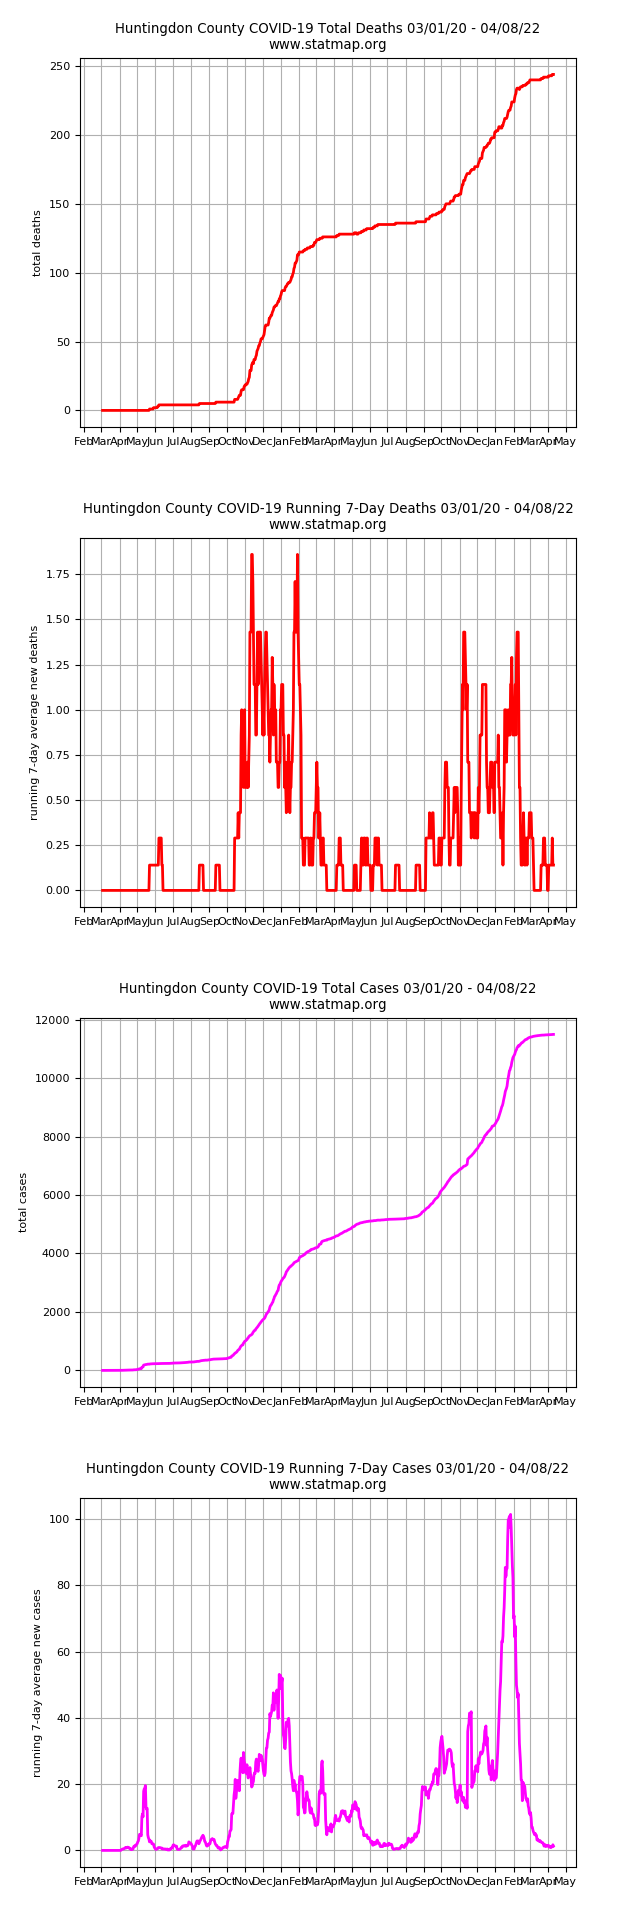 Huntingdon County COVID-19 Total Deaths 03/01/20 - 04/08/22
www.statmap.org
250
200
150
100
50
0
total deaths
Feb Mar Apr May Jun Jul Aug Sep Oct Nov Dec Jan Feb Mar Apr May Jun Jul Aug Sep Oct Nov Dec Jan Feb Mar Apr May
Huntingdon County COVID-19 Running 7-Day Deaths 03/01/20 - 04/08/22
www.statmap.org
1.75
1.50
1.25
1.00
0.75
0.50
0.25
0.00
running 7-day average new deaths
Feb Mar Apr May Jun Jul Aug Sep Oct Nov Dec Jan Feb Mar Apr May Jun Jul Aug Sep Oct Nov Dec Jan Feb Mar Apr May
Huntingdon County COVID-19 Total Cases 03/01/20 - 04/08/22
www.statmap.org
12000
10000
8000
6000
4000
2000
0
total cases
Feb Mar Apr May Jun Jul Aug Sep Oct Nov Dec Jan Feb Mar Apr May Jun Jul Aug Sep Oct Nov Dec Jan Feb Mar Apr May
Huntingdon County COVID-19 Running 7-Day Cases 03/01/20 - 04/08/22
www.statmap.org
100
80
60
40
20
0
running 7-day average new cases
Feb Mar Apr May Jun Jul Aug Sep Oct Nov Dec Jan Feb Mar Apr May Jun Jul Aug Sep Oct Nov Dec Jan Feb Mar Apr May